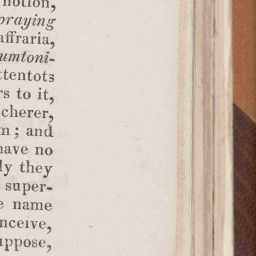 notion,
praying
affraria,
umtoni-
ttentots
rs to it,
cherer,
m; and
have no
ly they
super-
e name
nceive,
uppose,